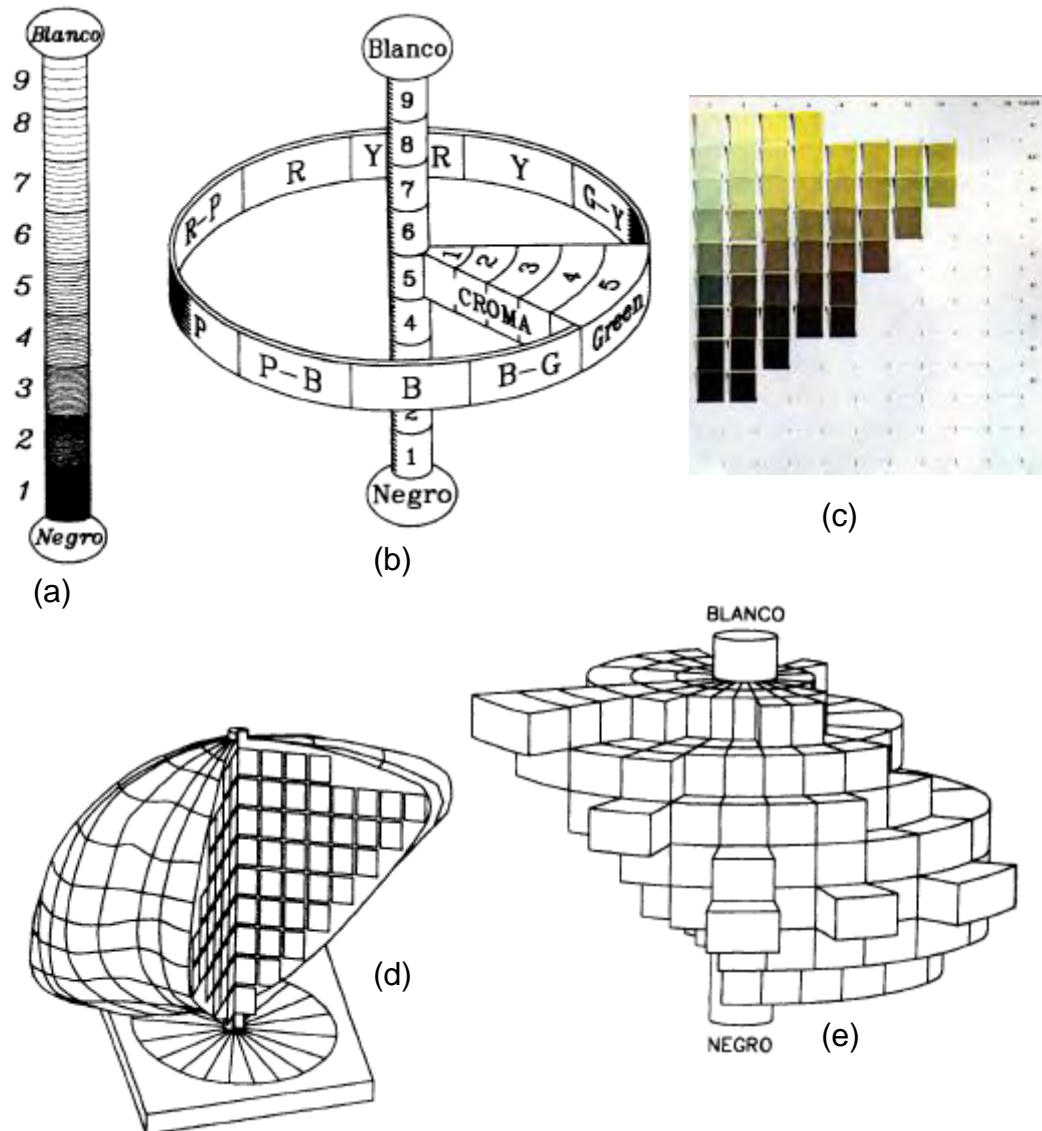 (a)
Blanco
9
8
7
6
5
4
3
2
1
Negro
(b)
Blanco
9
8
7
6
5
4
2
1
R-P
R
Y
R
Y
G-Y
1
2
3
4
5
CROMA
P
P-B
B
B-G
Green
Negro
(c)
(d)
BLANCO
NEGRO
(e)